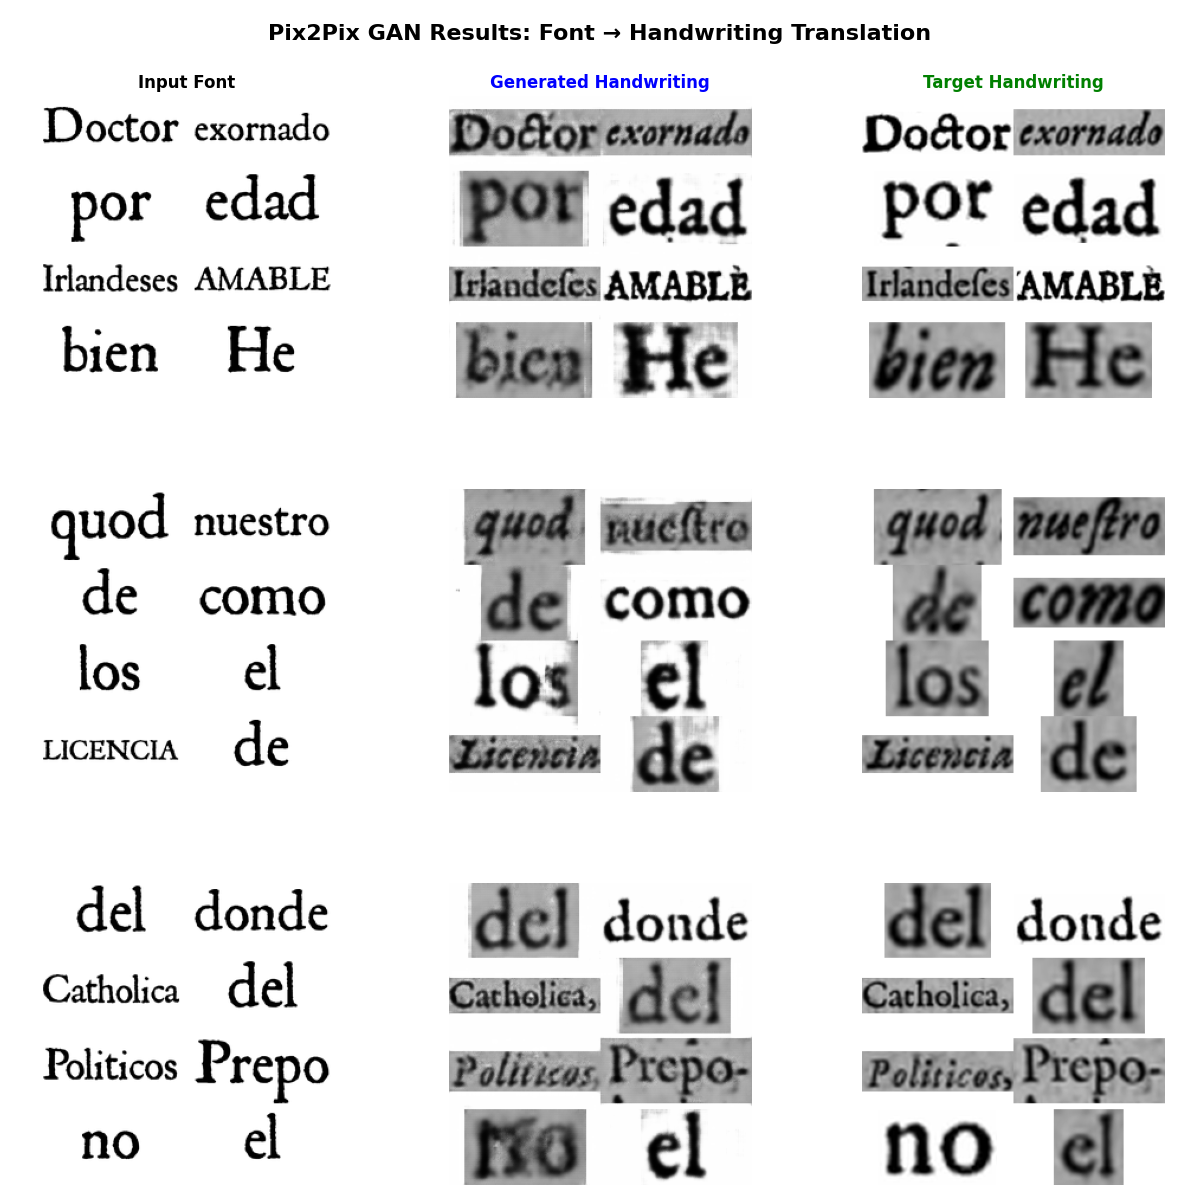 Pix2Pix GAN Results: Font → Handwriting Translation
Input Font Generated Handwriting Target Handwriting
Doctor exornado Doctor exornado Doctor exornado
por edad por edad por edad
Irlandeses AMABLE Irlandeſes AMABLÈ Irlandeſes 'AMABLÈ
bien He bien He bien He
quod nuestro quod nueſtro quod nueſtro
de como de como de como
los el los el los el
LICENCIA de Licencia de Licencia de
del donde del donde del donde
Catholica del Catholica, del Catholica, del
Politicos Prepo Politicos, Prepo- Politicos, Prepo-
no el no el no el